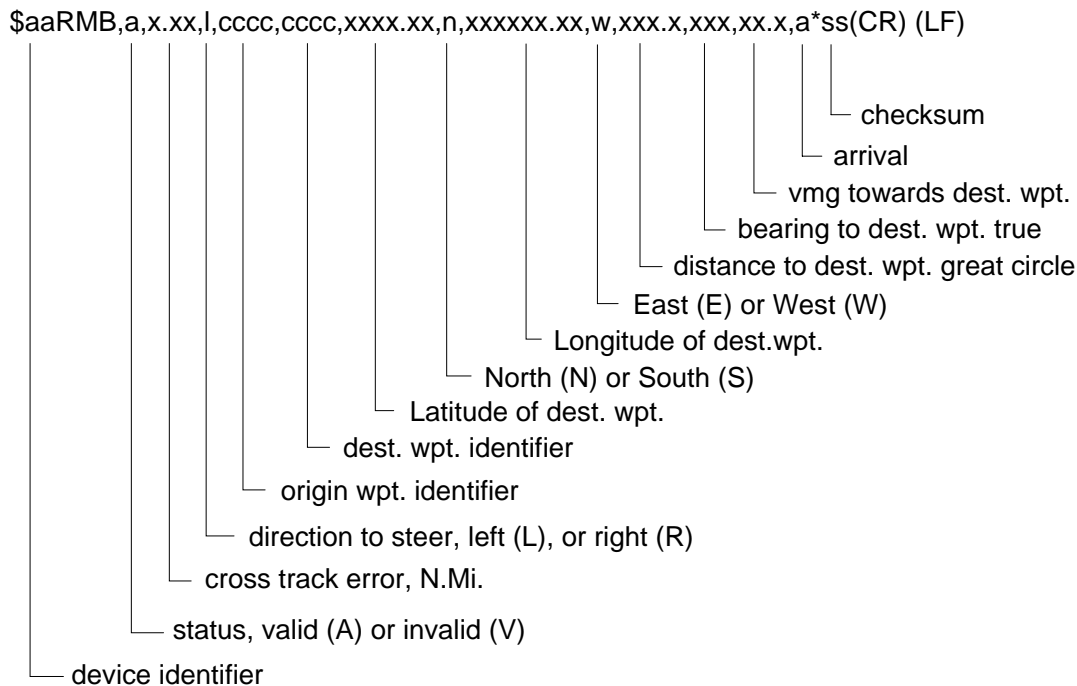 $aaRMB,a,x.xx,l,cccc,cccc,xxxx.xx,n,xxxxxx.xx,w,xxx.x,xxx,xx.x,a*ss(CR) (LF)
checksum
arrival
vmg towards dest. wpt.
bearing to dest. wpt. true
distance to dest. wpt. great circle
East (E) or West (W)
Longitude of dest.wpt.
North (N) or South (S)
Latitude of dest. wpt.
dest. wpt. identifier
origin wpt. identifier
direction to steer, left (L), or right (R)
cross track error, N.Mi.
status, valid (A) or invalid (V)
device identifier